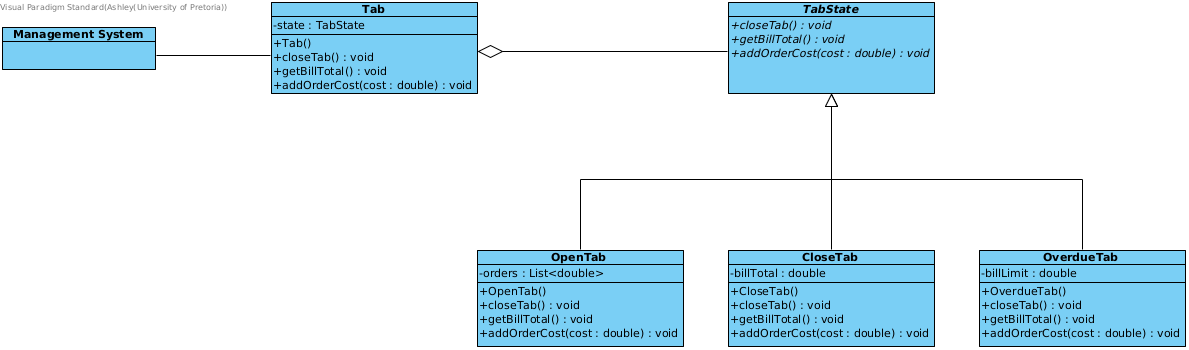 Visual Paradigm Standard(Ashley(University of Pretoria))
Management System
Tab
-state : TabState
+Tab()
+closeTab() : void
+getBillTotal() : void
+addOrderCost(cost : double) : void
TabState
+closeTab() : void
+getBillTotal() : void
+addOrderCost(cost : double) : void
OpenTab
-orders : List<double>
+OpenTab()
+closeTab() : void
+getBillTotal() : void
+addOrderCost(cost : double) : void
CloseTab
-billTotal : double
+CloseTab()
+closeTab() : void
+getBillTotal() : void
+addOrderCost(cost : double) : void
OverdueTab
-billLimit : double
+OverdueTab()
+closeTab() : void
+getBillTotal() : void
+addOrderCost(cost : double) : void